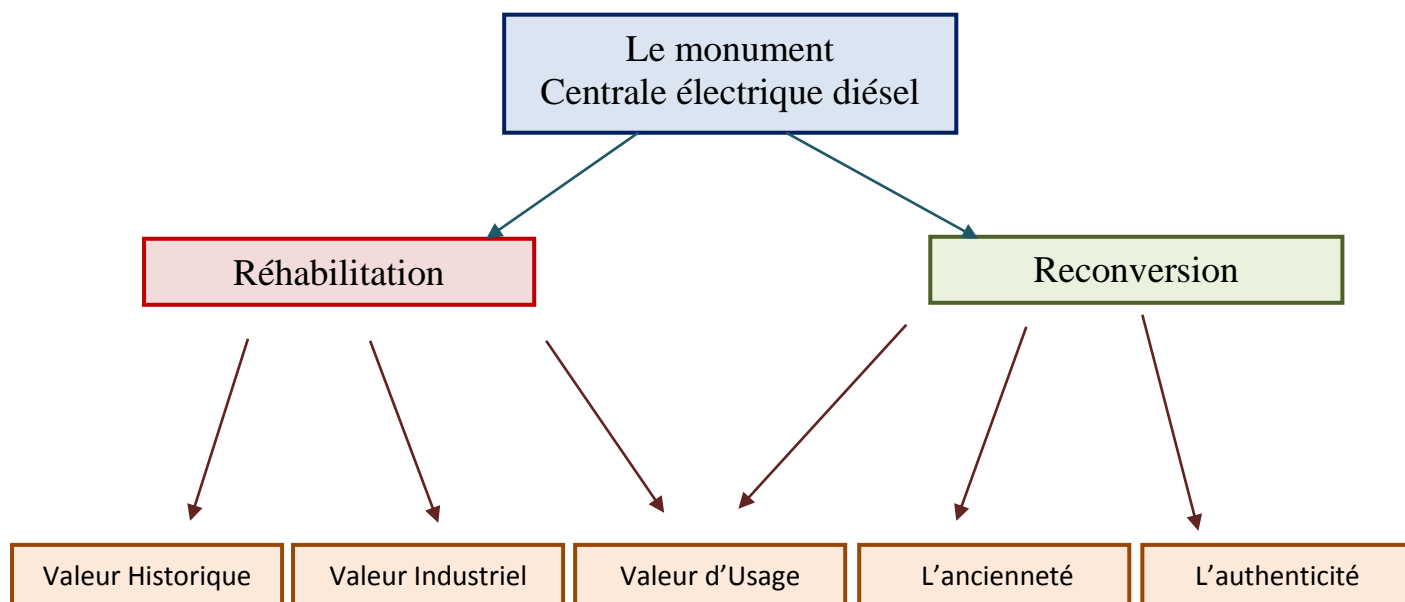 Le monument
Centrale électrique diésel
Réhabilitation
Reconversion
Valeur Historique
Valeur Industriel
Valeur d’Usage
L’ancienneté
L’authenticité